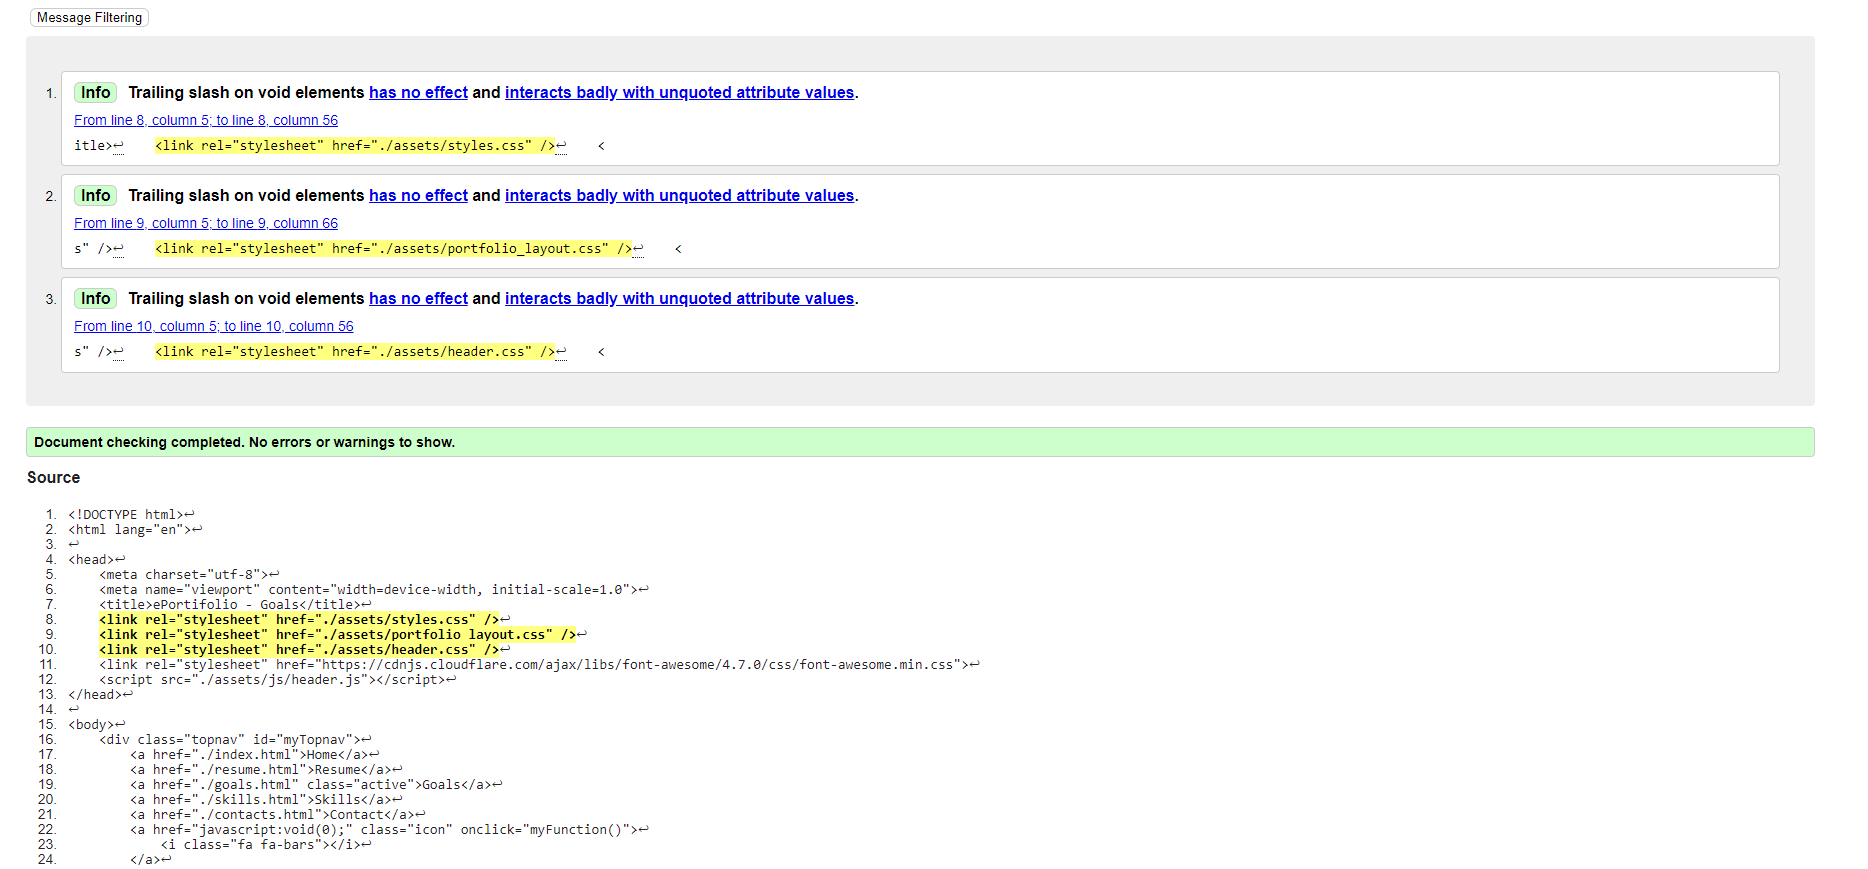 Message Filtering
1. Info Trailing slash on void elements has no effect and interacts badly with unquoted attribute values.
From line 8, column 5; to line 8, column 56
itle>↩    <link rel="stylesheet" href="./assets/styles.css" />↩    <
2. Info Trailing slash on void elements has no effect and interacts badly with unquoted attribute values.
From line 9, column 5; to line 9, column 66
s" />↩    <link rel="stylesheet" href="./assets/portfolio_layout.css" />↩    <
3. Info Trailing slash on void elements has no effect and interacts badly with unquoted attribute values.
From line 10, column 5; to line 10, column 56
s" />↩    <link rel="stylesheet" href="./assets/header.css" />↩    <
Document checking completed. No errors or warnings to show.
Source
1. <!DOCTYPE html>↩
2. <html lang="en">↩
3. ↩
4. <head>↩
5.     <meta charset="utf-8">↩
6.     <meta name="viewport" content="width=device-width, initial-scale=1.0">↩
7.     <title>ePortifolio - Goals</title>↩
8.     <link rel="stylesheet" href="./assets/styles.css" />↩
9.     <link rel="stylesheet" href="./assets/portfolio_layout.css" />↩
10.     <link rel="stylesheet" href="./assets/header.css" />↩
11.     <link rel="stylesheet" href="https://cdnjs.cloudflare.com/ajax/libs/font-awesome/4.7.0/css/font-awesome.min.css">↩
12.     <script src="./assets/js/header.js"></script>↩
13. </head>↩
14. ↩
15. <body>↩
16.     <div class="topnav" id="myTopnav">↩
17.         <a href="./index.html">Home</a>↩
18.         <a href="./resume.html">Resume</a>↩
19.         <a href="./goals.html" class="active">Goals</a>↩
20.         <a href="./skills.html">Skills</a>↩
21.         <a href="./contacts.html">Contact</a>↩
22.         <a href="javascript:void(0);" class="icon" onclick="myFunction()">↩
23.             <i class="fa fa-bars"></i>↩
24.         </a>↩